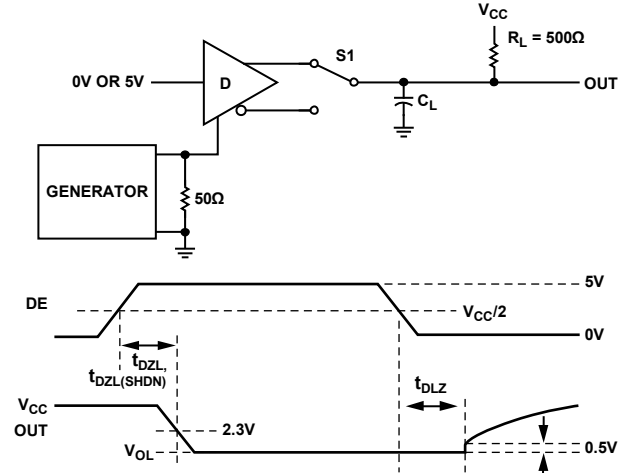 V_CC
R_L = 500Ω
S1
0V OR 5V
D
OUT
C_L
GENERATOR
50Ω
5V
DE
V_CC/2
0V
t_DZL,
t_DZL(SHDN)
t_DLZ
V_CC
OUT
2.3V
V_OL
0.5V